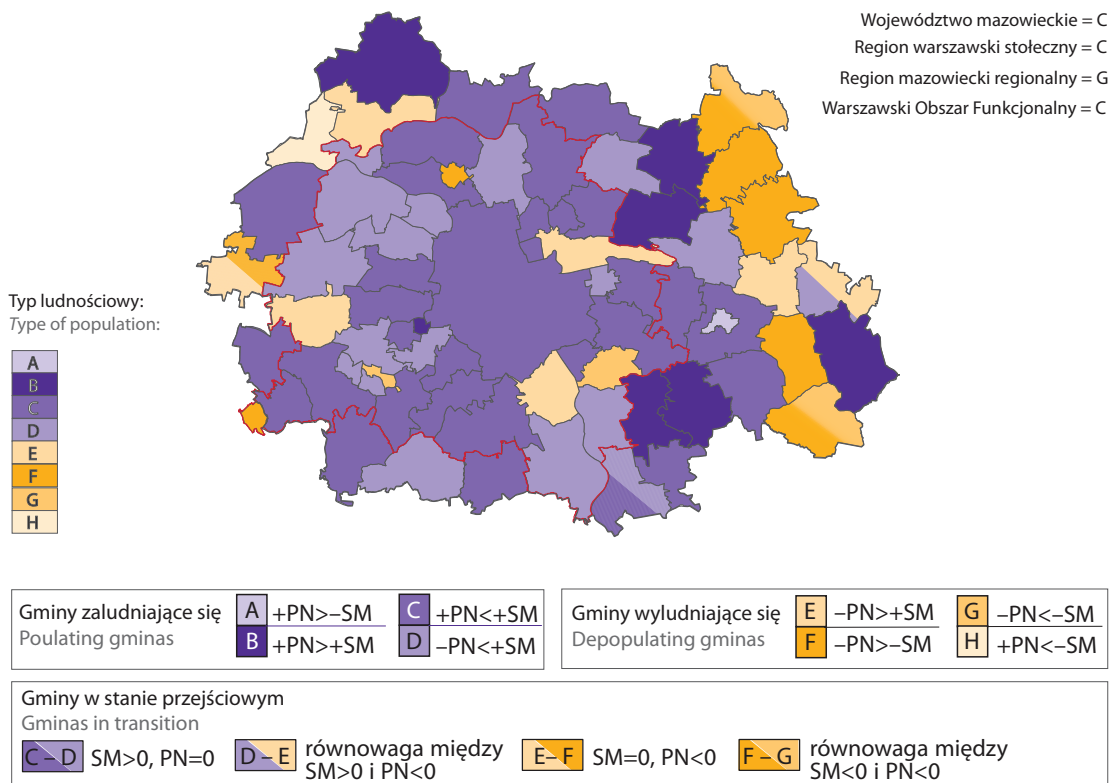 Województwo mazowieckie = C
Region warszawski stołeczny = C
Region mazowiecki regionalny = G
Warszawski Obszar Funkcjonalny = C
Typ ludnościowy:
Type of population:
A
B
C
D
E
F
G
H
Gminy zaludniające się
Poulating gminas
A +PN>−SM
B +PN>+SM
C +PN<+SM
D −PN<+SM
Gminy wyludniające się
Depopulating gminas
E −PN>+SM
F −PN>−SM
G −PN<−SM
H +PN<−SM
Gminy w stanie przejściowym
Gminas in transition
C – D SM>0, PN=0
D – E równowaga między
SM>0 i PN<0
E – F SM=0, PN<0
F – G równowaga między
SM<0 i PN<0